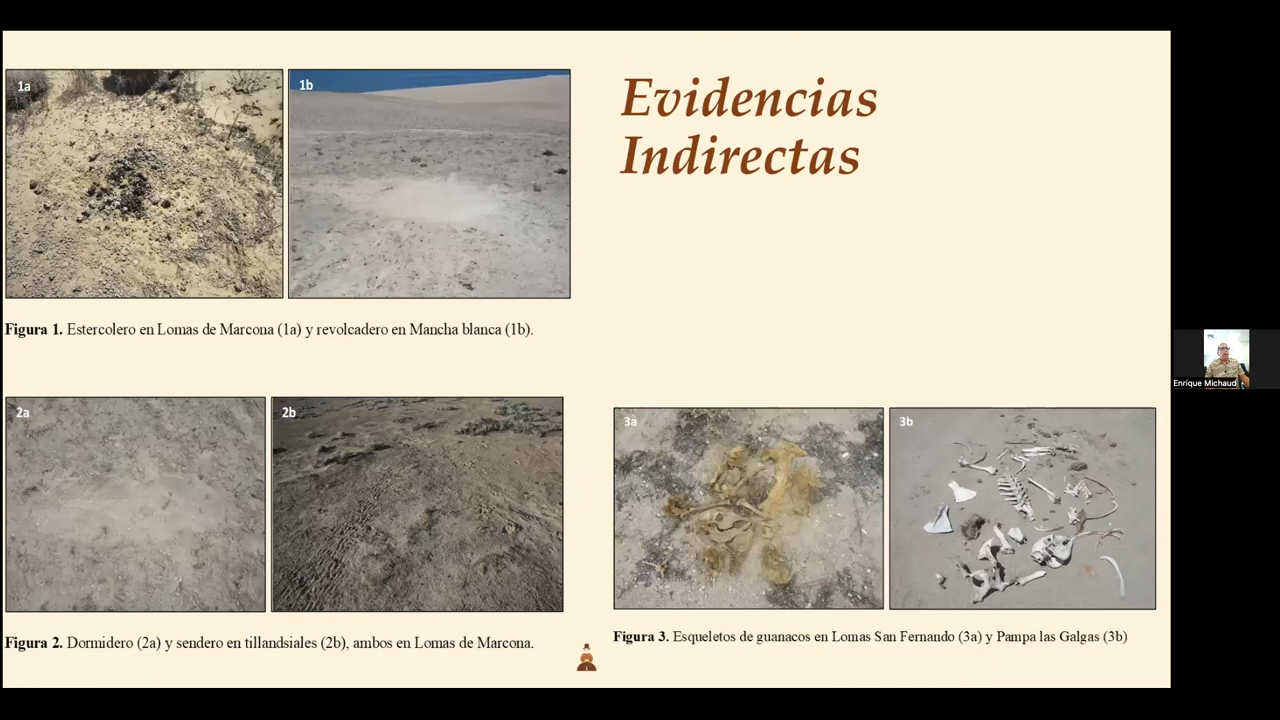 Evidencias
Indirectas
1a
1b
Figura 1. Estercolero en Lomas de Marcona (1a) y revolcadero en Mancha blanca (1b).
2a
2b
Figura 2. Dormidero (2a) y sendero en tillandsiales (2b), ambos en Lomas de Marcona.
3a
3b
Figura 3. Esqueletos de guanacos en Lomas San Fernando (3a) y Pampa las Galgas (3b)
Enrique Michaud